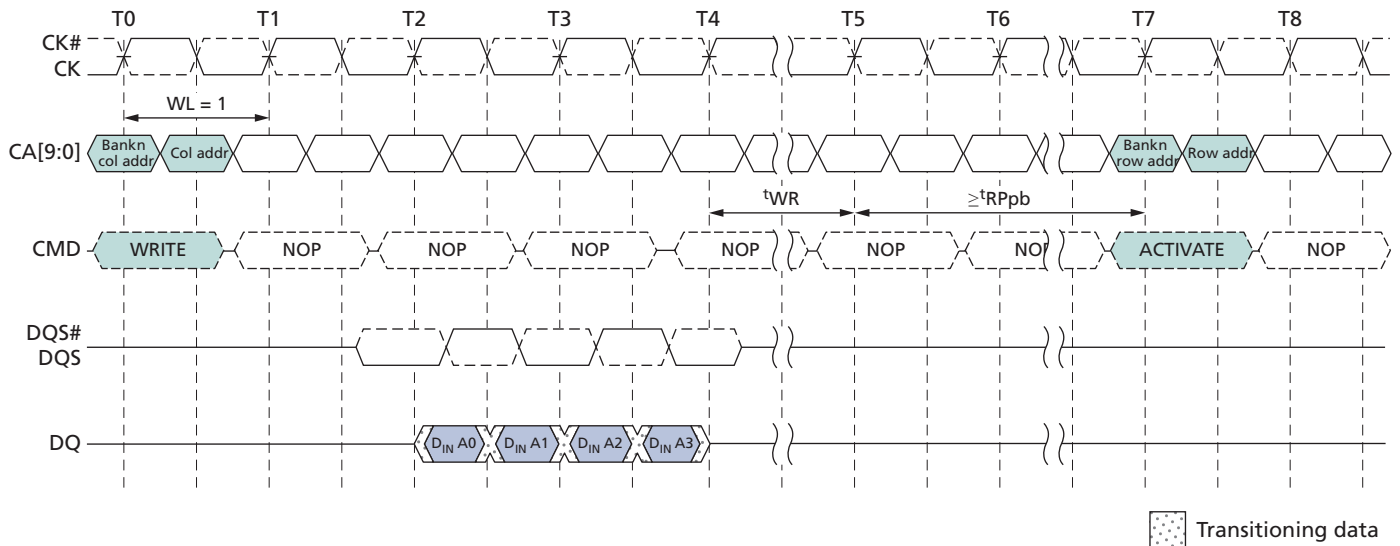 T0 T1 T2 T3 T4 T5 T6 T7 T8
CK#
CK
WL = 1
CA[9:0]
Bankn
col addr
Col addr
Bankn
row addr
Row addr
tWR
≥tRPpb
CMD WRITE NOP NOP NOP NOP NOP NOP ACTIVATE NOP
DQS#
DQS
DQ DIN A0 DIN A1 DIN A2 DIN A3
Transitioning data